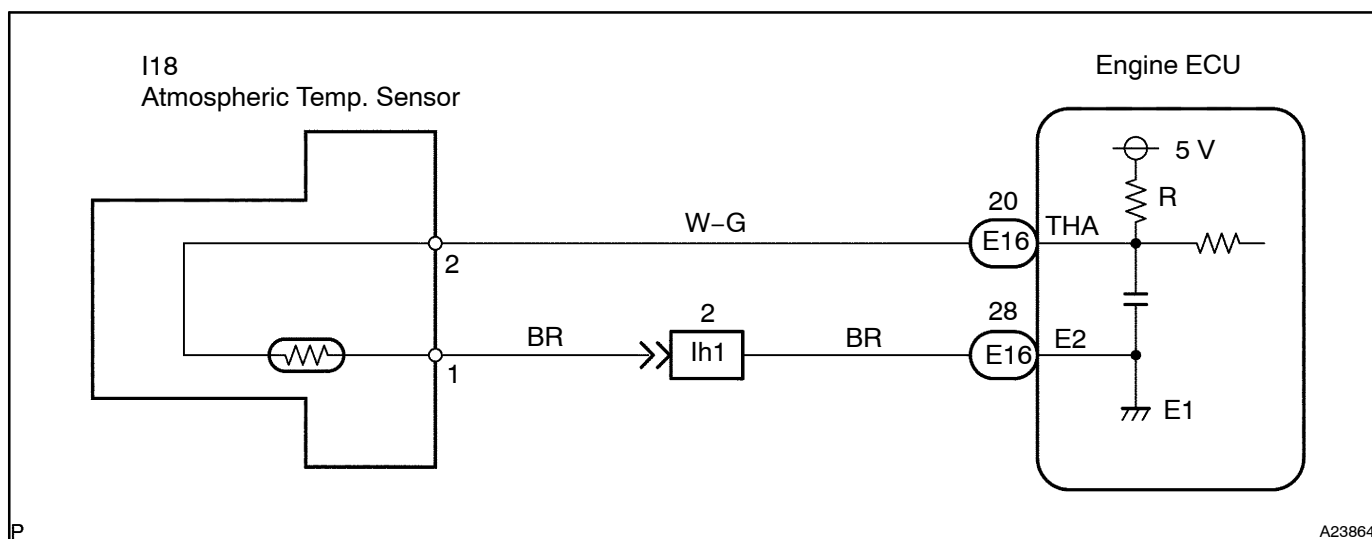 I18
Atmospheric Temp. Sensor
Engine ECU
5 V
R
W−G
20
E16
THA
2
BR
2
Ih1
BR
28
E16
E2
1
E1
P
A23864